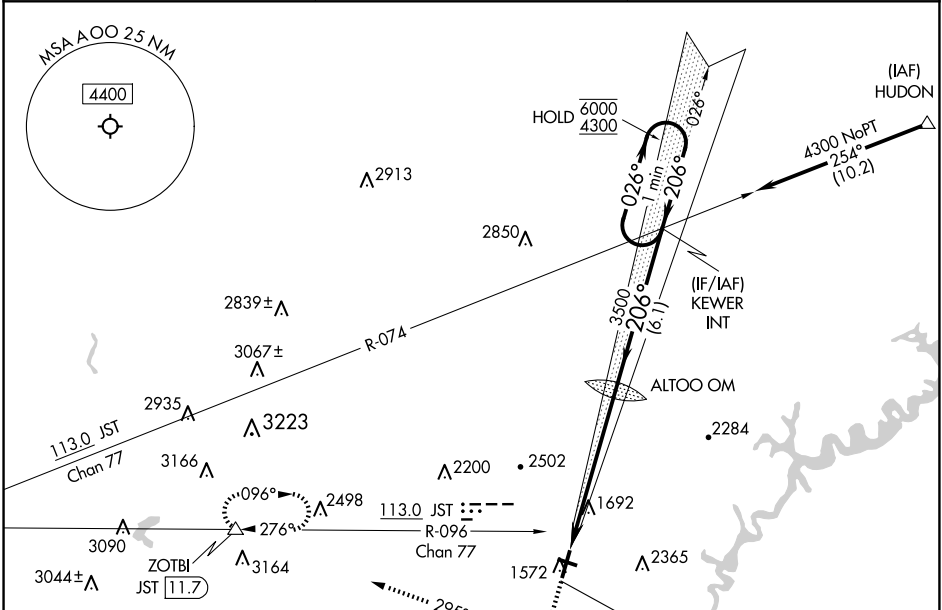 MSA AOO 25 NM
4400
(IAF)
HUDON
HOLD 6000
4300
026°
4300 NoPT
254°
(10.2)
2913
026°
1 min
206°
2850
(IF/IAF)
KEWER
INT
2839±
3500
206°
(6.1)
R-074
3067±
ALTOO OM
2935
3223
2284
113.0 JST
Chan 77
3166
2200
2502
096°
2498
1692
113.0 JST
276°
R-096
Chan 77
3090
ZOTBI
JST 11.7
3164
1572
2365
3044±